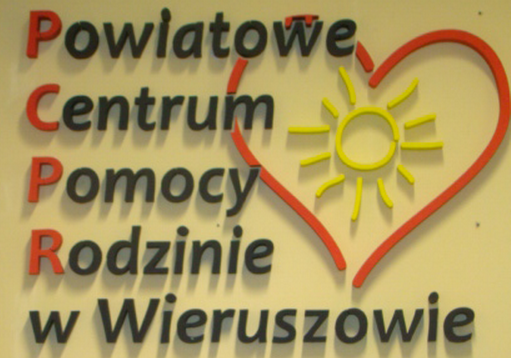 Powiatowe
Centrum
Pomocy
Rodzinie
w Wieruszowie